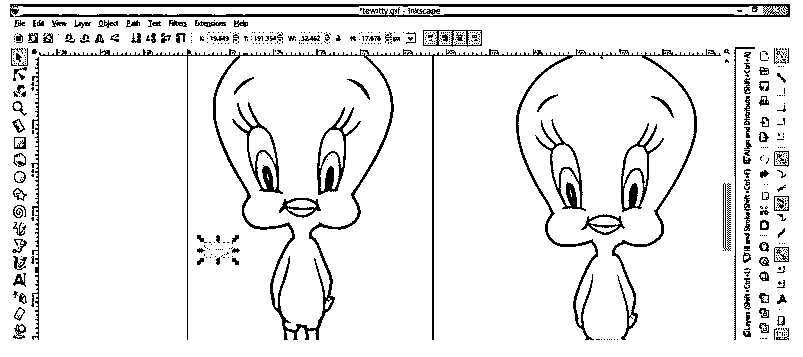 *tewitty.gif - Inkscape
File Edit View Layer Object Path Text Filters Extensions Help
X: 19.849 Y: 191.354 W: 32.462 H: 17.678 px
Align and Distribute (Shift+Ctrl+A)
Fill and Stroke (Shift+Ctrl+F)
Layers (Shift+Ctrl+L)